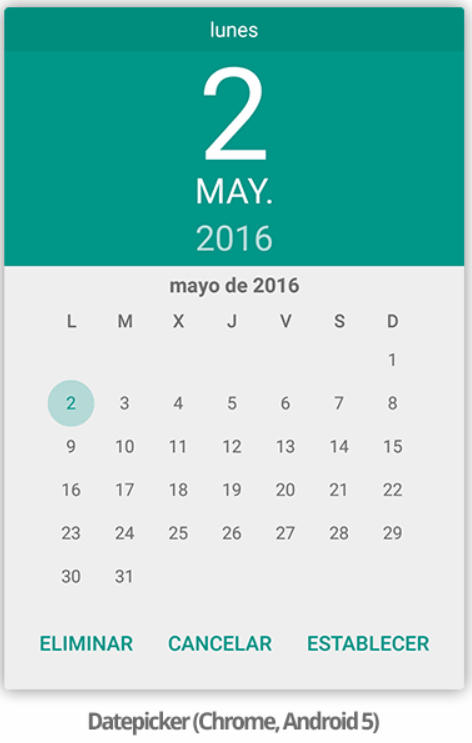 lunes
2
MAY.
2016
mayo de 2016
L M X J V S D
1
2 3 4 5 6 7 8
9 10 11 12 13 14 15
16 17 18 19 20 21 22
23 24 25 26 27 28 29
30 31
ELIMINAR CANCELAR ESTABLECER
Datepicker (Chrome, Android 5)